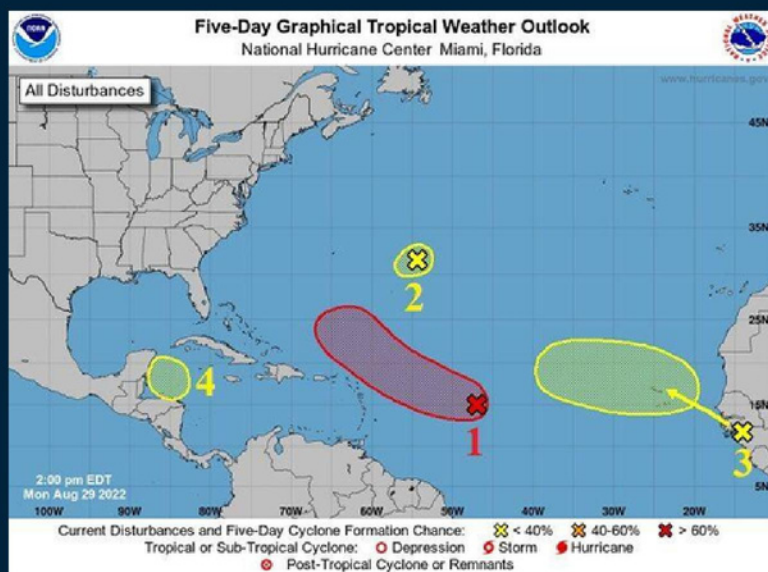 Five-Day Graphical Tropical Weather Outlook
National Hurricane Center Miami, Florida
All Disturbances
www.hurricanes.gov
45N
35N
25N
15N
5N
2
4
1
3
2:00 pm EDT
Mon Aug 29 2022
100W 90W 80W 70W 60W 50W 40W 30W 20W
Current Disturbances and Five-Day Cyclone Formation Chance: < 40% 40-60% > 60%
Tropical or Sub-Tropical Cyclone: Depression Storm Hurricane
Post-Tropical Cyclone or Remnants